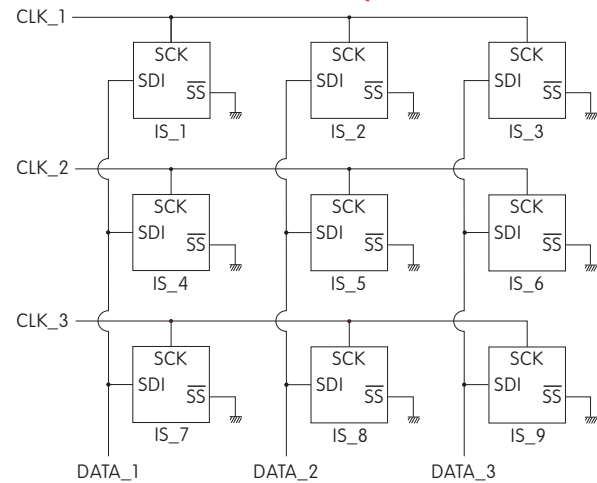 CLK_1
SCK SCK SCK
SDI SS SDI SS SDI SS
IS_1 IS_2 IS_3
CLK_2
SCK SCK SCK
SDI SS SDI SS SDI SS
IS_4 IS_5 IS_6
CLK_3
SCK SCK SCK
SDI SS SDI SS SDI SS
IS_7 IS_8 IS_9
DATA_1 DATA_2 DATA_3